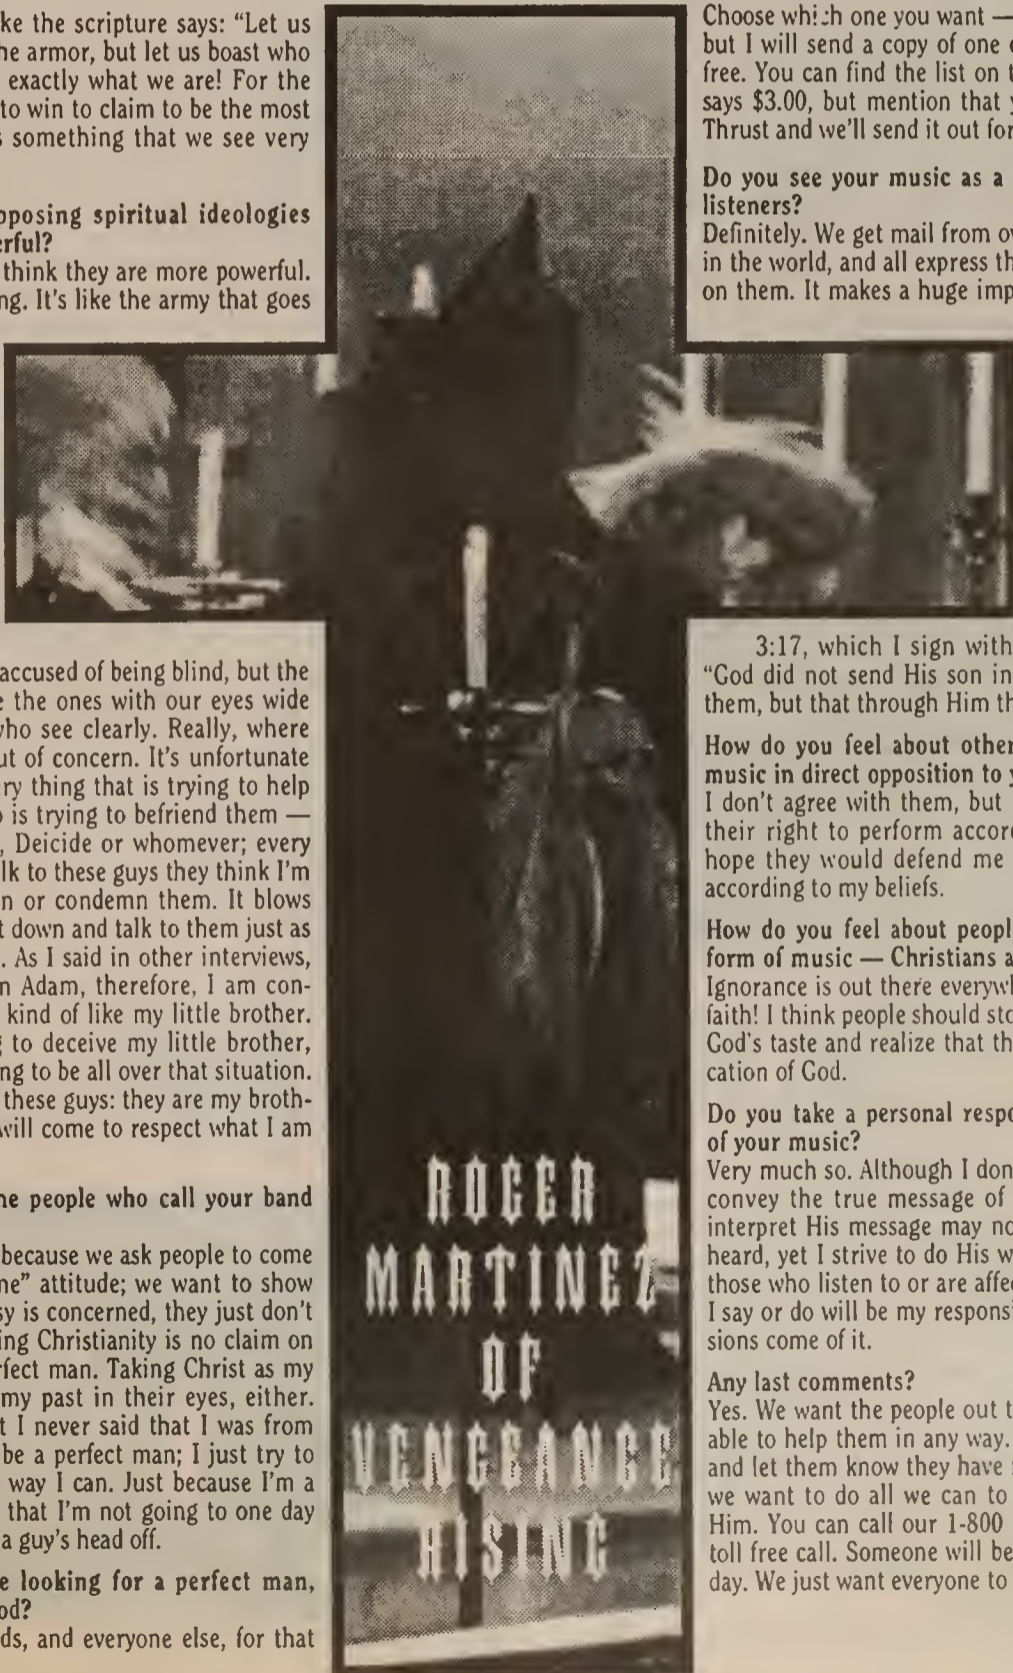 ke the scripture says: “Let us
he armor, but let us boast who
exactly what we are! For the
to win to claim to be the most
s something that we see very
pposing spiritual ideologies
erful?
think they are more powerful.
ng. It's like the army that goes
accused of being blind, but the
e the ones with our eyes wide
who see clearly. Really, where
ut of concern. It's unfortunate
ry thing that is trying to help
o is trying to befriend them —
, Deicide or whomever; every
lk to these guys they think I'm
n or condemn them. It blows
t down and talk to them just as
. As I said in other interviews,
n Adam, therefore, I am con-
kind of like my little brother.
g to deceive my little brother,
ng to be all over that situation.
these guys: they are my broth-
will come to respect what I am
ne people who call your band
because we ask people to come
ne” attitude; we want to show
sy is concerned, they just don't
ing Christianity is no claim on
rfect man. Taking Christ as my
my past in their eyes, either.
t I never said that I was from
be a perfect man; I just try to
way I can. Just because I'm a
that I'm not going to one day
a guy's head off.
e looking for a perfect man,
od?
ds, and everyone else, for that
ROGER
MARTINEZ
OF
VENGEANCE
RISING
Choose which one you want —
but I will send a copy of one
free. You can find the list on t
says $3.00, but mention that y
Thrust and we'll send it out for
Do you see your music as a
listeners?
Definitely. We get mail from ov
in the world, and all express th
on them. It makes a huge imp
3:17, which I sign with
“God did not send His son in
them, but that through Him th
How do you feel about other
music in direct opposition to y
I don't agree with them, but
their right to perform accor
hope they would defend me
according to my beliefs.
How do you feel about peopl
form of music — Christians a
Ignorance is out there everywh
faith! I think people should sto
God's taste and realize that th
cation of God.
Do you take a personal respo
of your music?
Very much so. Although I don
convey the true message of
interpret His message may no
heard, yet I strive to do His w
those who listen to or are affe
I say or do will be my responsi
sions come of it.
Any last comments?
Yes. We want the people out t
able to help them in any way.
and let them know they have
we want to do all we can to
Him. You can call our 1-800
toll free call. Someone will be
day. We just want everyone to